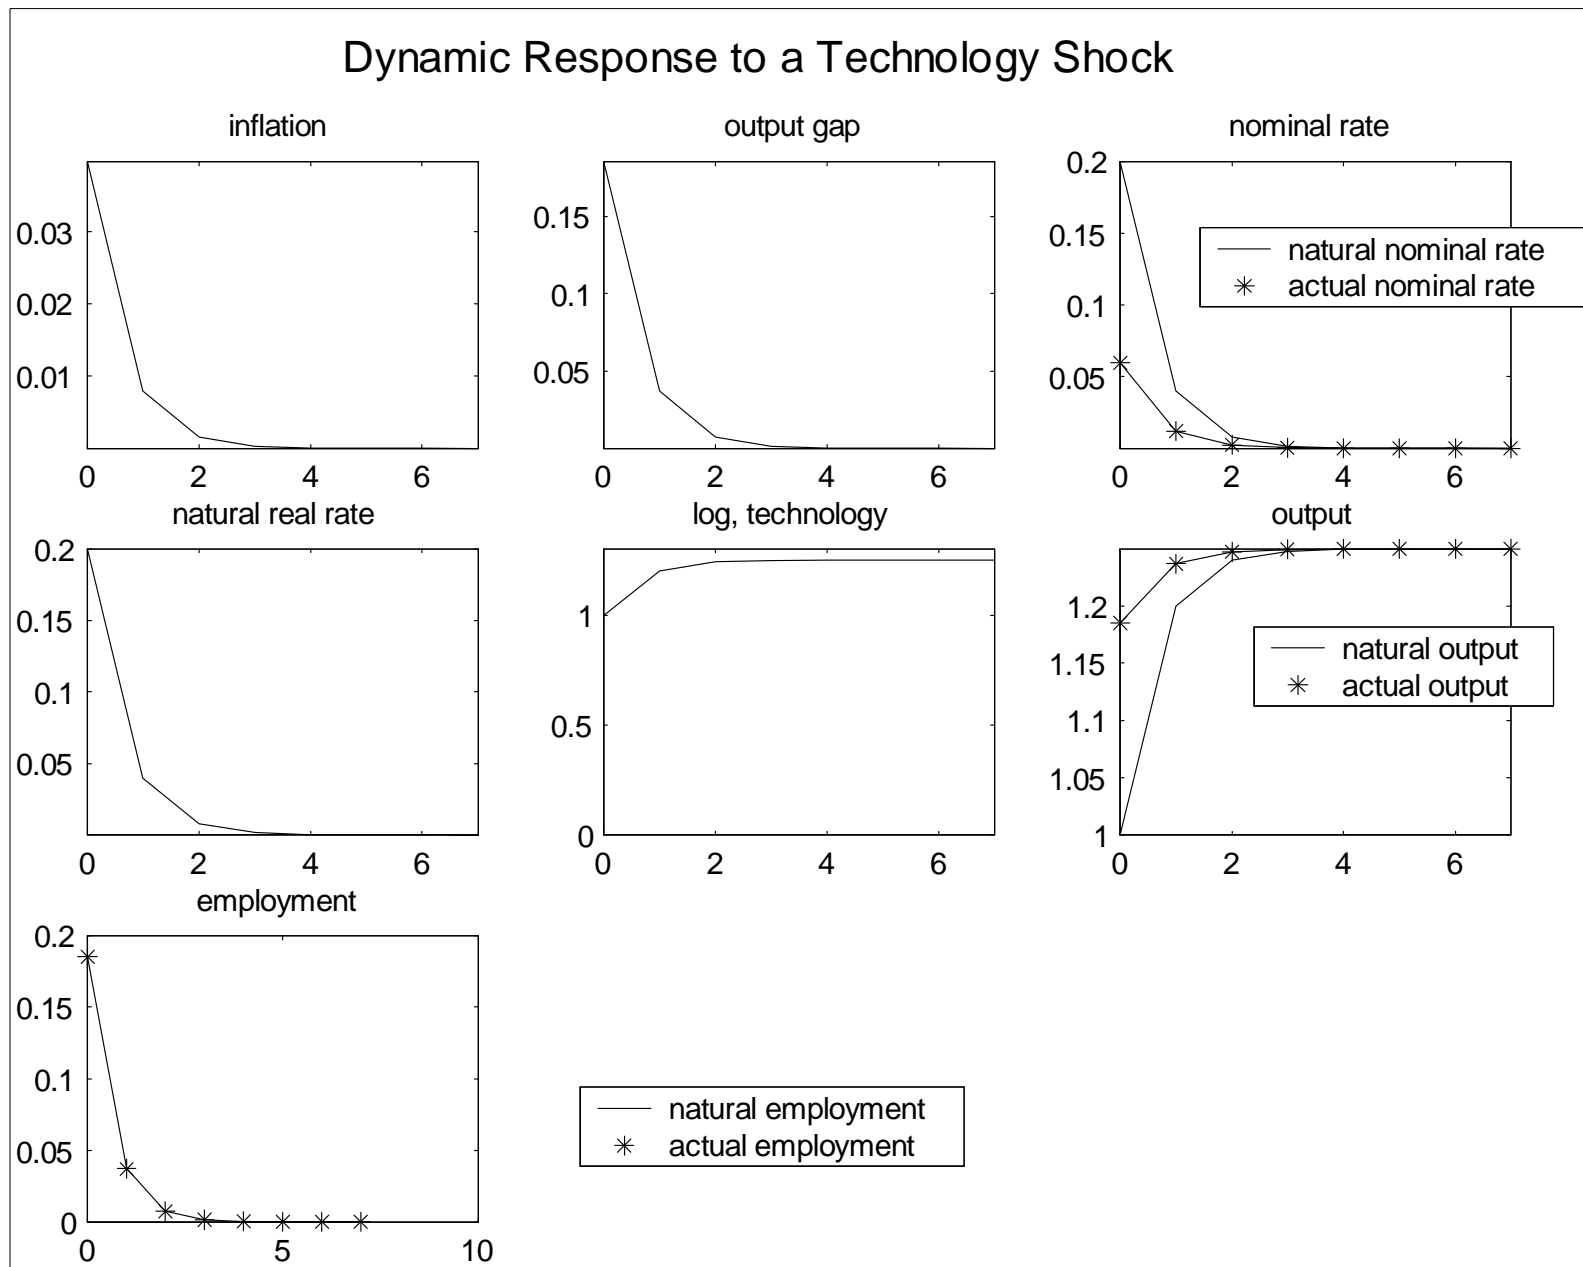 Dynamic Response to a Technology Shock
inflation
0.03
0.02
0.01
0 2 4 6
output gap
0.15
0.1
0.05
0 2 4 6
nominal rate
0.2
0.15
0.1
0.05
natural nominal rate
actual nominal rate
0 2 4 6
natural real rate
0.2
0.15
0.1
0.05
0 2 4 6
log, technology
1
0.5
0
0 2 4 6
output
1.2
1.15
1.1
1.05
1
natural output
actual output
0 2 4 6
employment
0.2
0.15
0.1
0.05
0
0 5 10
natural employment
actual employment